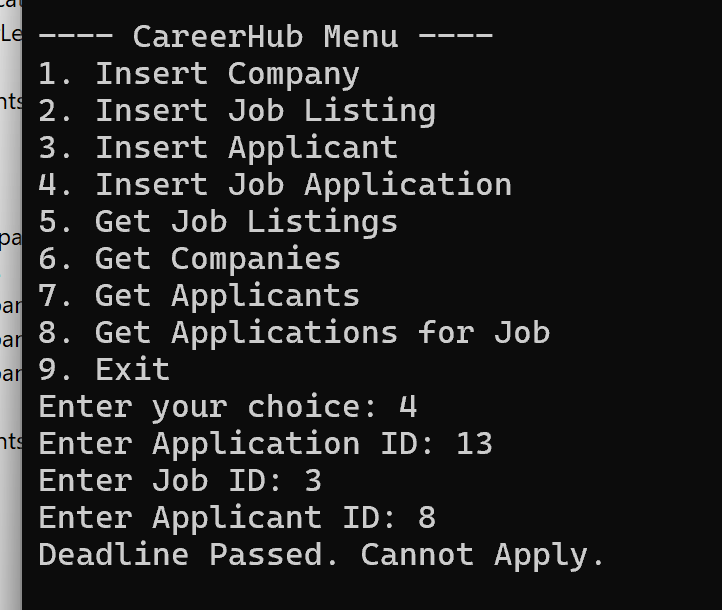 ---- CareerHub Menu ----
1. Insert Company
2. Insert Job Listing
3. Insert Applicant
4. Insert Job Application
5. Get Job Listings
6. Get Companies
7. Get Applicants
8. Get Applications for Job
9. Exit
Enter your choice: 4
Enter Application ID: 13
Enter Job ID: 3
Enter Applicant ID: 8
Deadline Passed. Cannot Apply.